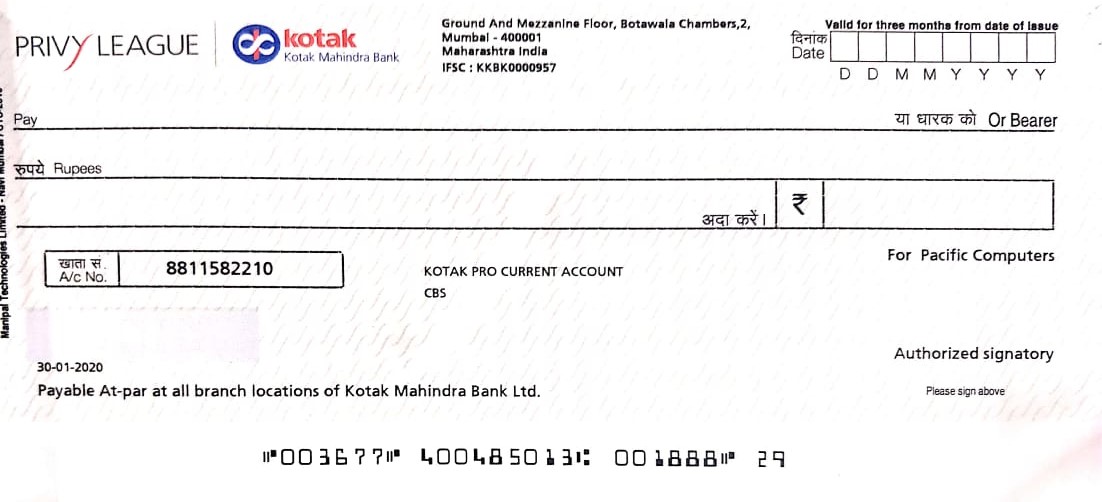 PRIVY LEAGUE
kotak
Kotak Mahindra Bank
Ground And Mezzanine Floor, Botawala Chambers,2,
Mumbai - 400001
Maharashtra India
IFSC : KKBK0000957
Valid for three months from date of issue
दिनांक
Date
D D M M Y Y Y Y
Pay या धारक को Or Bearer
रुपये Rupees
अदा करें। ₹
खाता सं.
A/c No.
8811582210
KOTAK PRO CURRENT ACCOUNT
CBS
For Pacific Computers
Authorized signatory
Please sign above
30-01-2020
Payable At-par at all branch locations of Kotak Mahindra Bank Ltd.
⑈003677⑈ 400485013⑆ 001888⑈ 29
Manipal Technologies Limited